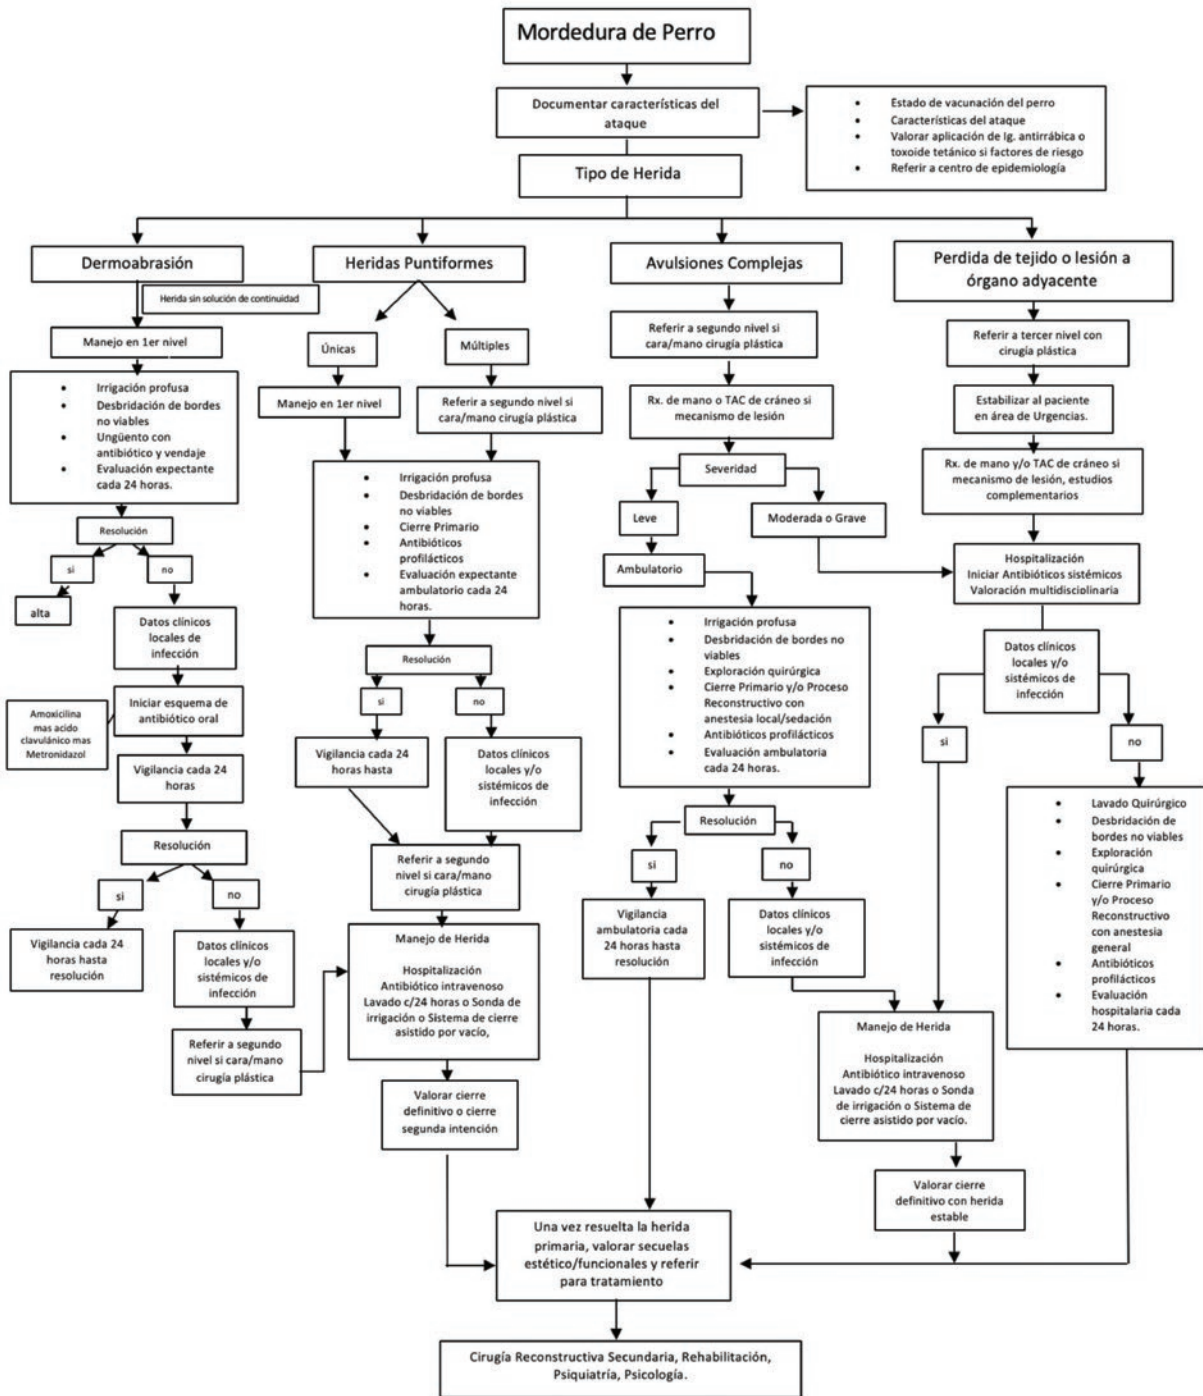 Mordedura de Perro
Documentar características del
ataque
• Estado de vacunación del perro
• Características del ataque
• Valorar aplicación de Ig. antirrábica o
toxoide tetánico si factores de riesgo
• Referir a centro de epidemiología
Tipo de Herida
Dermoabrasión
Herida sin solución de continuidad
Manejo en 1er nivel
• Irrigación profusa
• Desbridación de bordes
no viables
• Ungüento con
antibiótico y vendaje
• Evaluación expectante
cada 24 horas.
Resolución
si
no
alta
Datos clínicos
locales de
infección
Iniciar esquema de
antibiótico oral
Amoxicilina
mas acido
clavulánico mas
Metronidazol
Vigilancia cada 24
horas
Resolución
si
no
Vigilancia cada 24
horas hasta
resolución
Datos clínicos
locales y/o
sistémicos de
infección
Referir a segundo
nivel si cara/mano
cirugía plástica
Heridas Puntiformes
Únicas
Múltiples
Manejo en 1er nivel
Referir a segundo nivel si
cara/mano cirugía plástica
• Irrigación profusa
• Desbridación de bordes
no viables
• Cierre Primario
• Antibióticos
profilácticos
• Evaluación expectante
ambulatorio cada 24
horas.
Resolución
si
no
Vigilancia cada 24
horas hasta
Datos clínicos
locales y/o
sistémicos de
infección
Referir a segundo
nivel si cara/mano
cirugía plástica
Manejo de Herida
Hospitalización
Antibiótico intravenoso
Lavado c/24 horas o Sonda de
irrigación o Sistema de cierre
asistido por vacío,
Valorar cierre
definitivo o cierre
segunda intención
Avulsiones Complejas
Referir a segundo nivel si
cara/mano cirugía plástica
Rx. de mano o TAC de cráneo si
mecanismo de lesión
Severidad
Leve
Moderada o Grave
Ambulatorio
• Irrigación profusa
• Desbridación de bordes no
viables
• Exploración quirúrgica
• Cierre Primario y/o Proceso
Reconstructivo con
anestesia local/sedación
• Antibióticos profilácticos
• Evaluación ambulatoria
cada 24 horas.
Resolución
si
no
Vigilancia
ambulatoria cada
24 horas hasta
resolución
Datos clínicos
locales y/o
sistémicos de
infección
Perdida de tejido o lesión a
órgano adyacente
Referir a tercer nivel con
cirugía plástica
Estabilizar al paciente
en área de Urgencias.
Rx. de mano y/o TAC de cráneo si
mecanismo de lesión, estudios
complementarios
Hospitalización
Iniciar Antibióticos sistémicos
Valoración multidisciplinaria
Datos clínicos
locales y/o
sistémicos de
infección
si
no
• Lavado Quirúrgico
• Desbridación de
bordes no viables
• Exploración
quirúrgica
• Cierre Primario
y/o Proceso
Reconstructivo
con anestesia
general
• Antibióticos
profilácticos
• Evaluación
hospitalaria cada
24 horas.
Manejo de Herida
Hospitalización
Antibiótico intravenoso
Lavado c/24 horas o Sonda
de irrigación o Sistema de
cierre asistido por vacío.
Valorar cierre
definitivo con herida
estable
Una vez resuelta la herida
primaria, valorar secuelas
estético/funcionales y referir
para tratamiento
Cirugía Reconstructiva Secundaria, Rehabilitación,
Psiquiatría, Psicología.